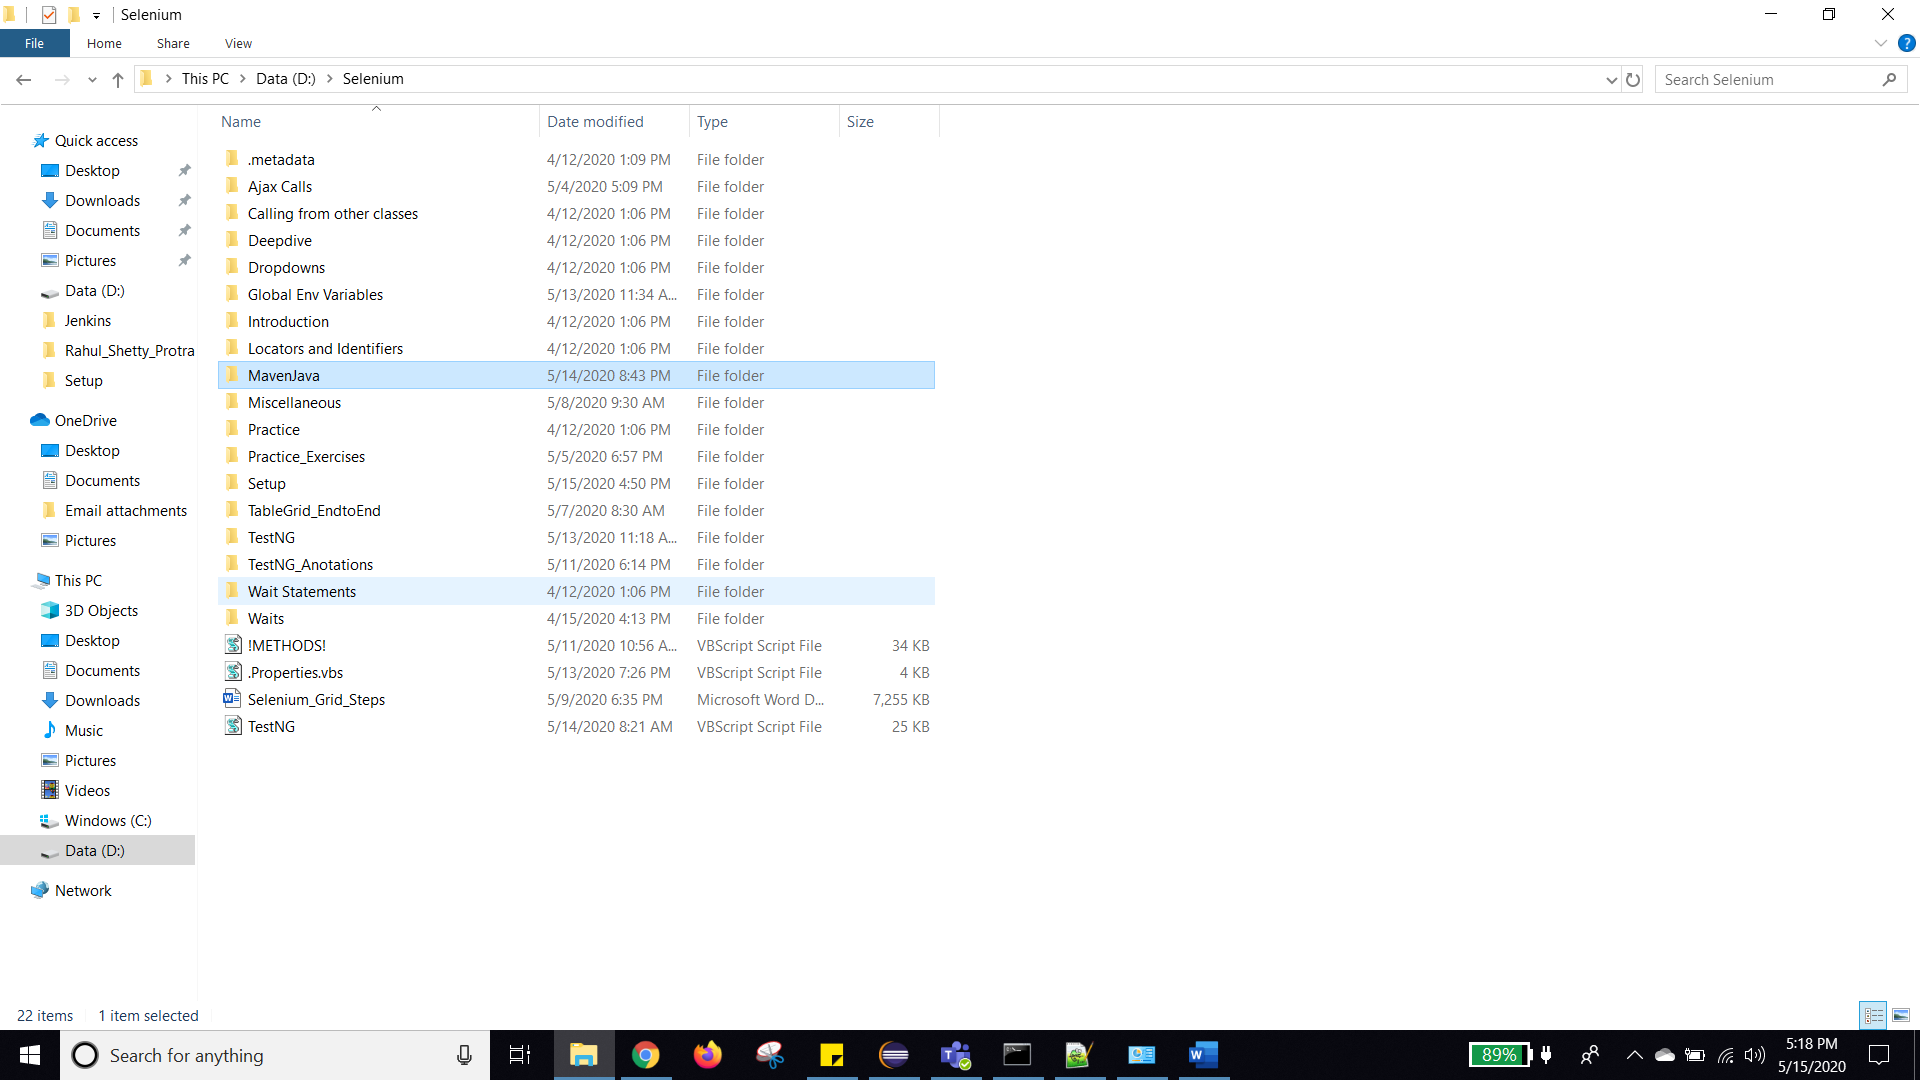 Selenium
File Home Share View
This PC Data (D:) Selenium
Search Selenium
Name Date modified Type Size
Quick access
Desktop
Downloads
Documents
Pictures
Data (D:)
Jenkins
Rahul_Shetty_Protra
Setup
OneDrive
Desktop
Documents
Email attachments
Pictures
This PC
3D Objects
Desktop
Documents
Downloads
Music
Pictures
Videos
Windows (C:)
Data (D:)
Network
.metadata 4/12/2020 1:09 PM File folder
Ajax Calls 5/4/2020 5:09 PM File folder
Calling from other classes 4/12/2020 1:06 PM File folder
Deepdive 4/12/2020 1:06 PM File folder
Dropdowns 4/12/2020 1:06 PM File folder
Global Env Variables 5/13/2020 11:34 A... File folder
Introduction 4/12/2020 1:06 PM File folder
Locators and Identifiers 4/12/2020 1:06 PM File folder
MavenJava 5/14/2020 8:43 PM File folder
Miscellaneous 5/8/2020 9:30 AM File folder
Practice 4/12/2020 1:06 PM File folder
Practice_Exercises 5/5/2020 6:57 PM File folder
Setup 5/15/2020 4:50 PM File folder
TableGrid_EndtoEnd 5/7/2020 8:30 AM File folder
TestNG 5/13/2020 11:18 A... File folder
TestNG_Anotations 5/11/2020 6:14 PM File folder
Wait Statements 4/12/2020 1:06 PM File folder
Waits 4/15/2020 4:13 PM File folder
!METHODS! 5/11/2020 10:56 A... VBScript Script File 34 KB
.Properties.vbs 5/13/2020 7:26 PM VBScript Script File 4 KB
Selenium_Grid_Steps 5/9/2020 6:35 PM Microsoft Word D... 7,255 KB
TestNG 5/14/2020 8:21 AM VBScript Script File 25 KB
22 items 1 item selected
Search for anything
89%
5:18 PM
5/15/2020